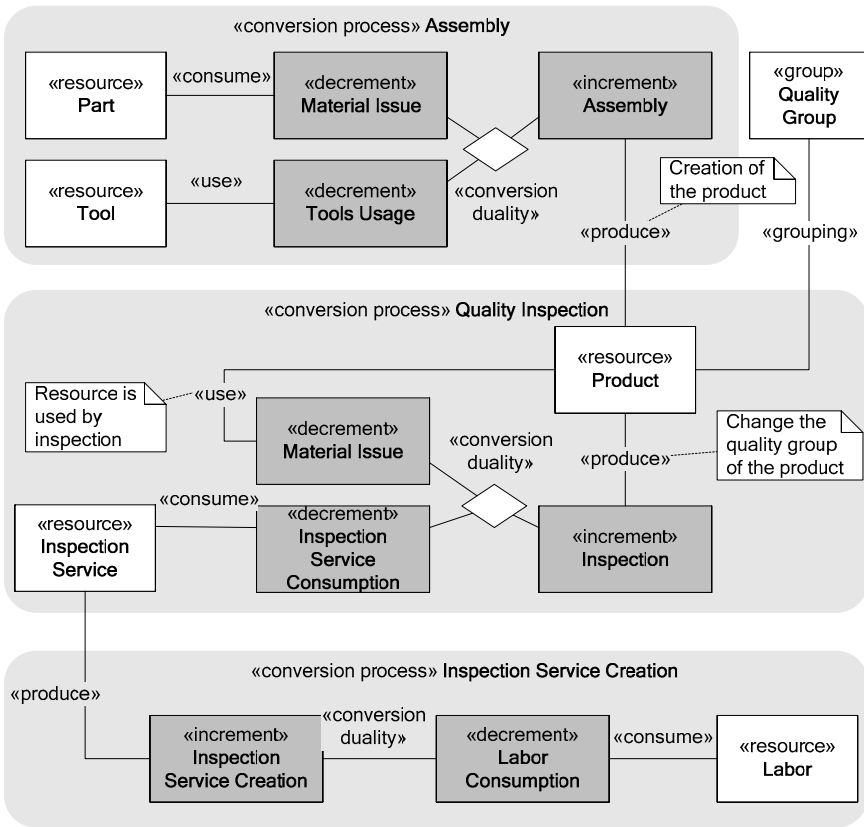 «conversion process» Assembly
«resource»
Part
«consume»
«decrement»
Material Issue
«increment»
Assembly
«group»
Quality
Group
«resource»
Tool
«use»
«decrement»
Tools Usage
«conversion
duality»
Creation of
the product
«produce»
«grouping»
«conversion process» Quality Inspection
«resource»
Product
Resource is
used by
inspection
«use»
«decrement»
Material Issue
«conversion
duality»
«produce»
Change the
quality group
of the product
«resource»
Inspection
Service
«consume»
«decrement»
Inspection
Service
Consumption
«increment»
Inspection
«conversion process» Inspection Service Creation
«produce»
«increment»
Inspection
Service Creation
«conversion
duality»
«decrement»
Labor
Consumption
«consume»
«resource»
Labor